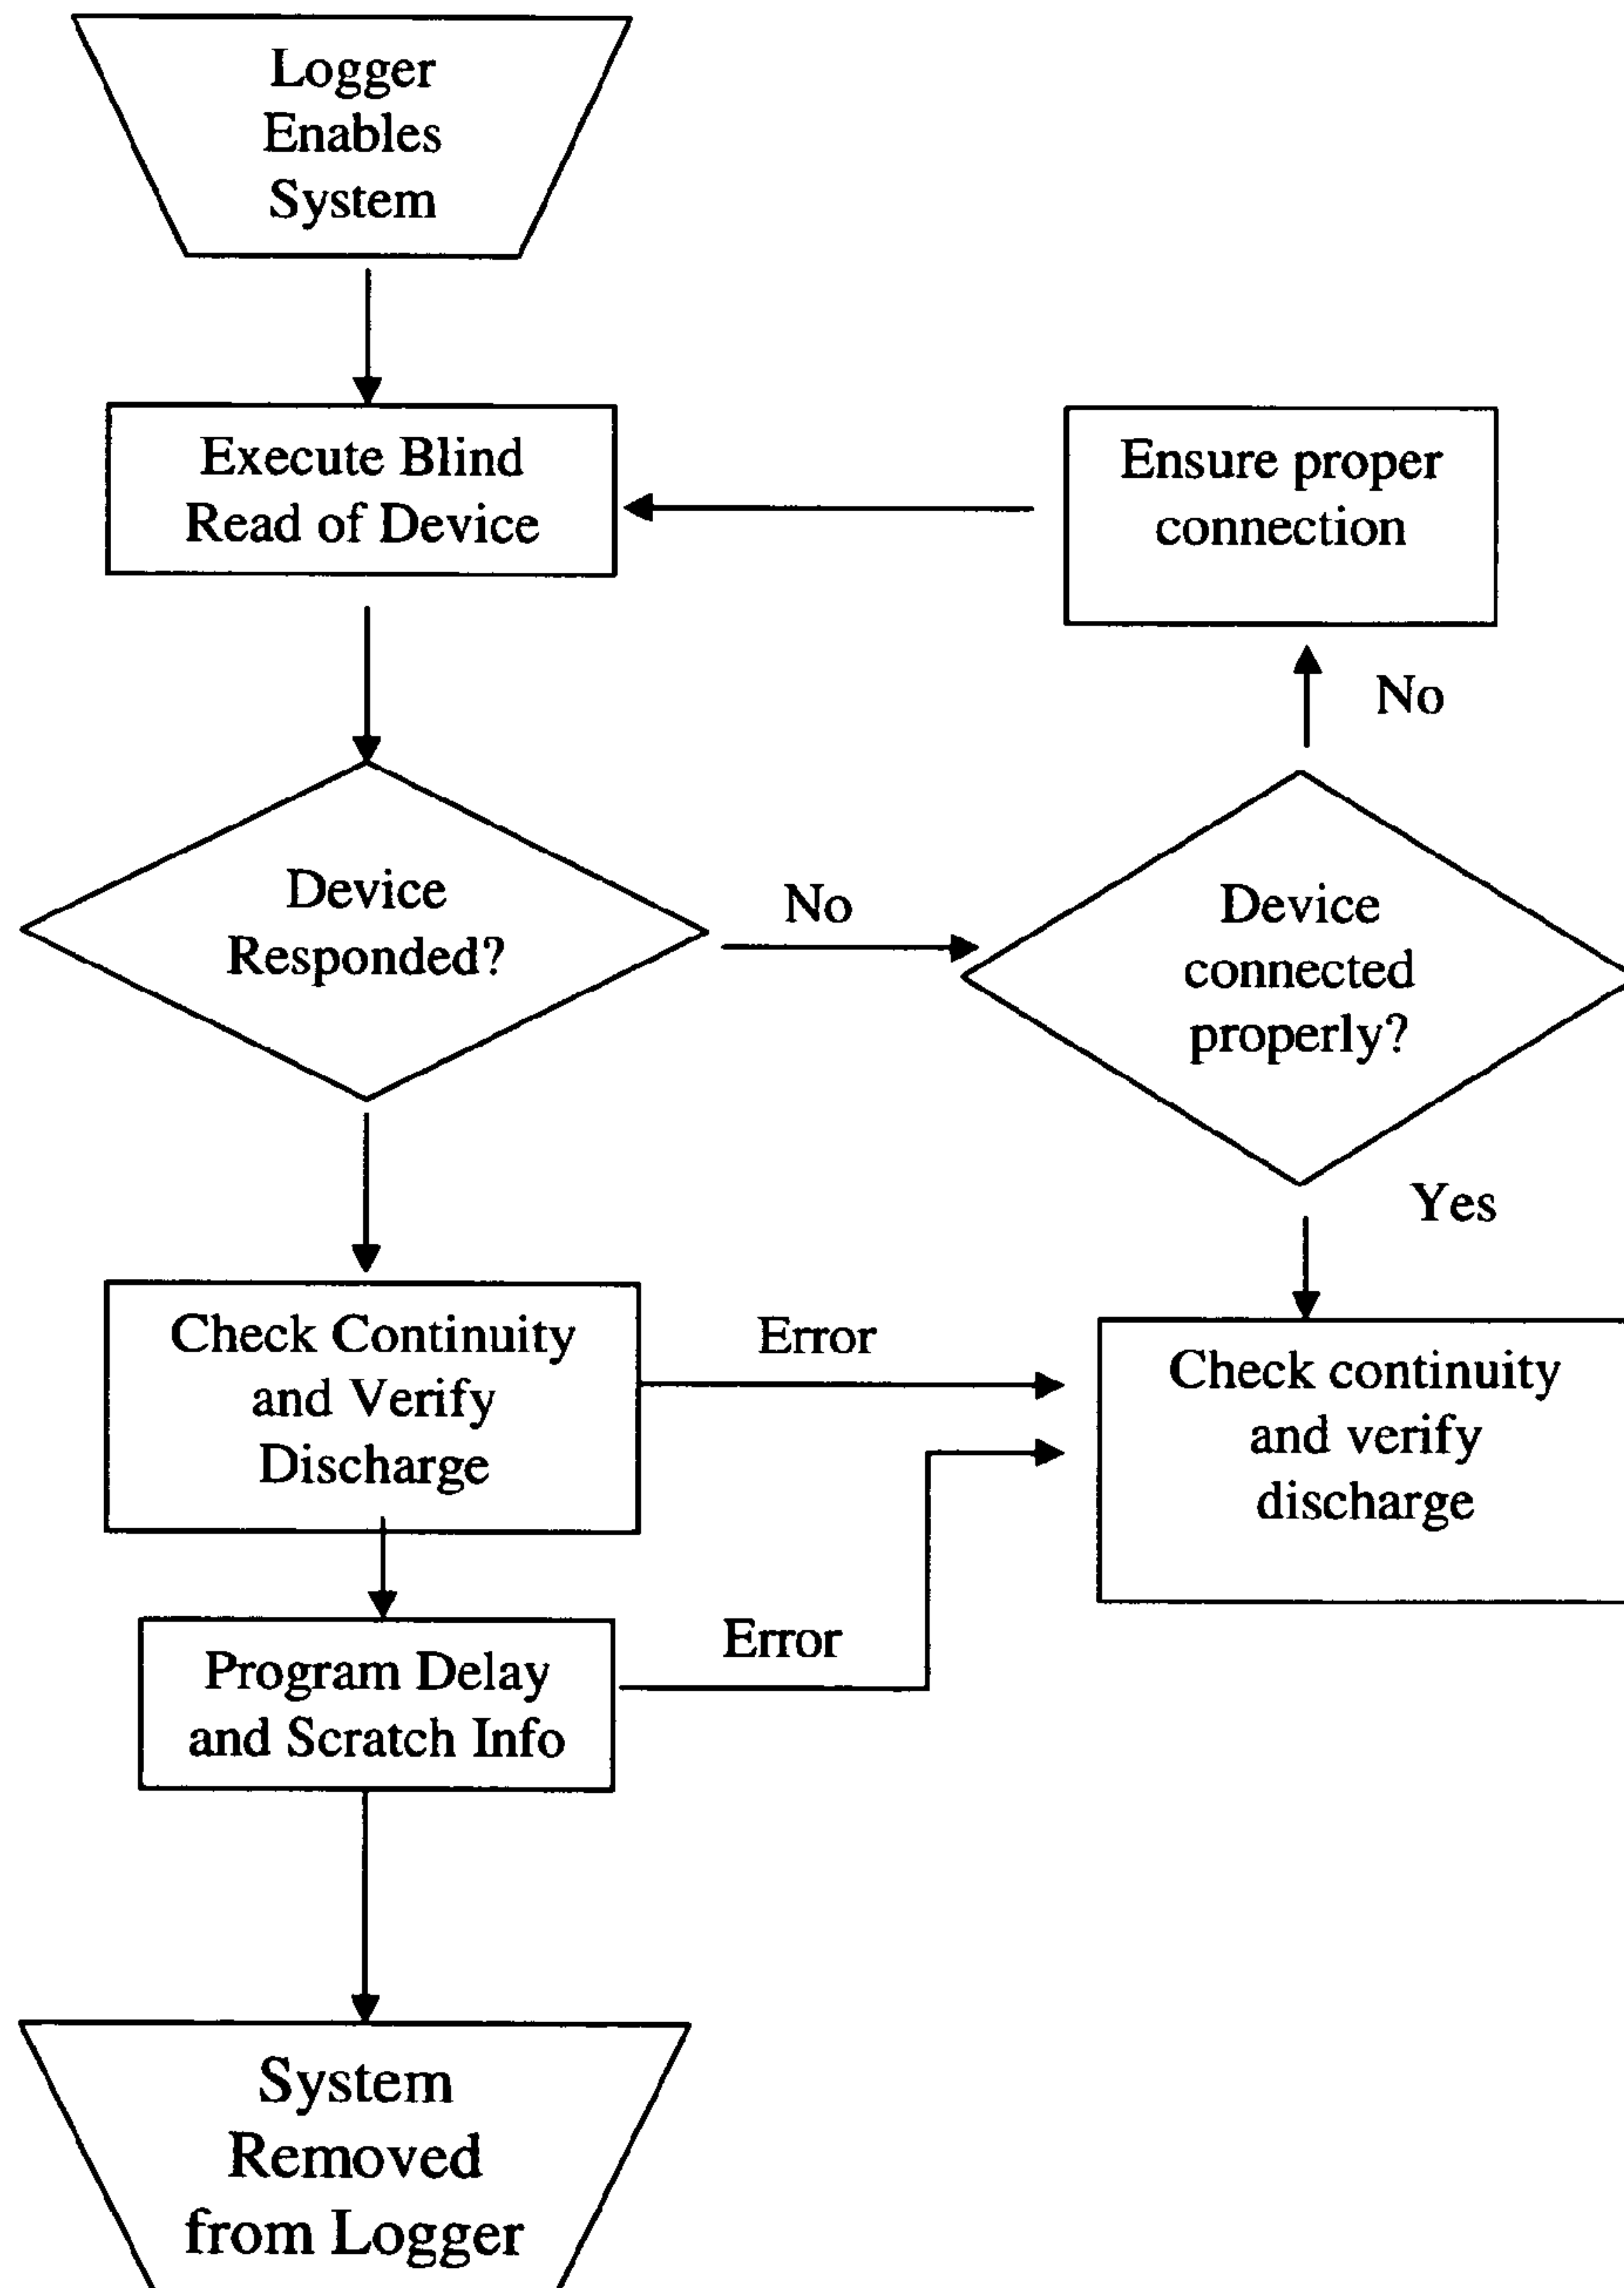 Logger
Enables
System
Execute Blind
Read of Device
Ensure proper
connection
No
Device
Responded?
No
Device
connected
properly?
Yes
Check Continuity
and Verify
Discharge
Error
Check continuity
and verify
discharge
Program Delay
and Scratch Info
Error
System
Removed
from Logger